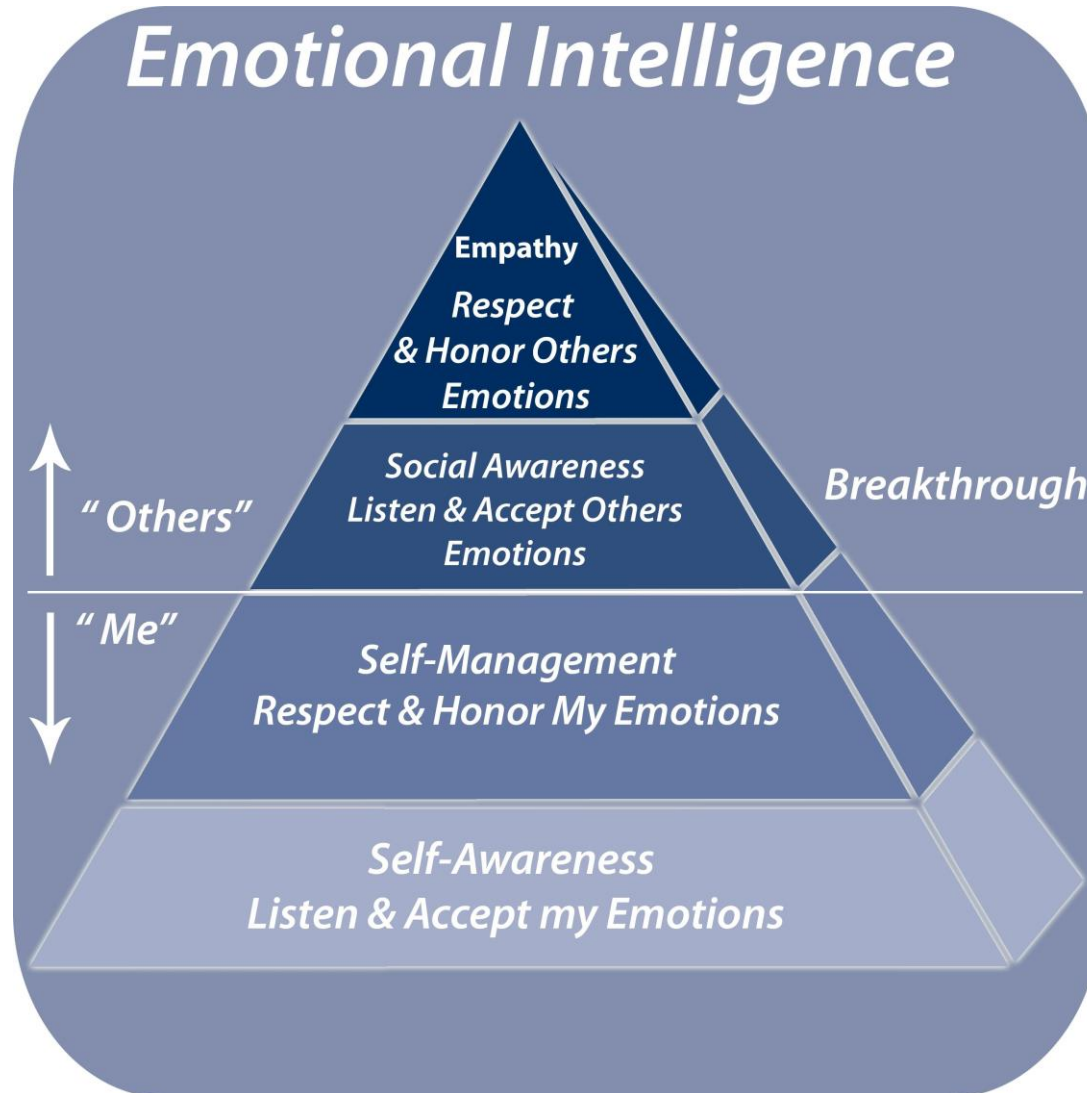 Emotional Intelligence
Empathy
Respect
& Honor Others
Emotions
Social Awareness
Listen & Accept Others
Emotions
Breakthrough
“ Others”
“ Me”
Self-Management
Respect & Honor My Emotions
Self-Awareness
Listen & Accept my Emotions